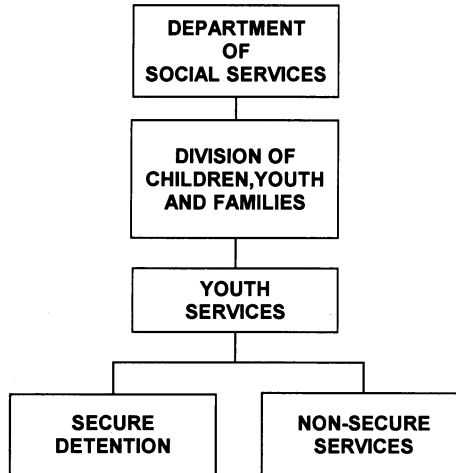 DEPARTMENT
OF
SOCIAL SERVICES
DIVISION OF
CHILDREN,YOUTH
AND FAMILIES
YOUTH
SERVICES
SECURE
DETENTION
NON-SECURE
SERVICES